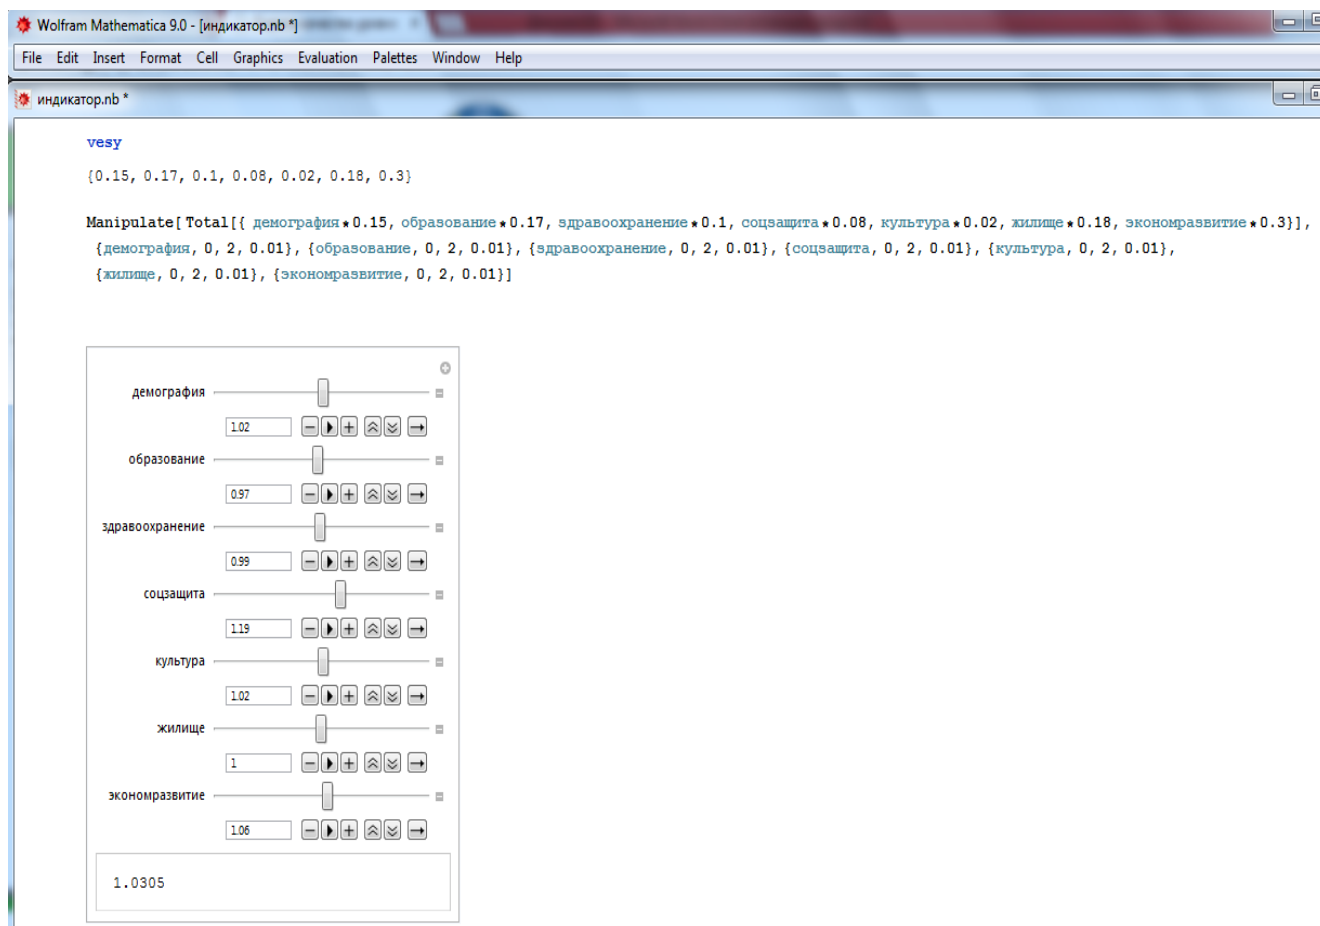 Wolfram Mathematica 9.0 - [индикатор.nb *]
File Edit Insert Format Cell Graphics Evaluation Palettes Window Help
индикатор.nb *
vesy
{0.15, 0.17, 0.1, 0.08, 0.02, 0.18, 0.3}
Manipulate[ Total[{ демография*0.15, образование*0.17, здравоохранение*0.1, соцзащита*0.08, культура*0.02, жилище*0.18, экономразвитие*0.3}],
{демография, 0, 2, 0.01}, {образование, 0, 2, 0.01}, {здравоохранение, 0, 2, 0.01}, {соцзащита, 0, 2, 0.01}, {культура, 0, 2, 0.01},
{жилище, 0, 2, 0.01}, {экономразвитие, 0, 2, 0.01}]
демография
1.02
образование
0.97
здравоохранение
0.99
соцзащита
1.19
культура
1.02
жилище
1
экономразвитие
1.06
1.0305